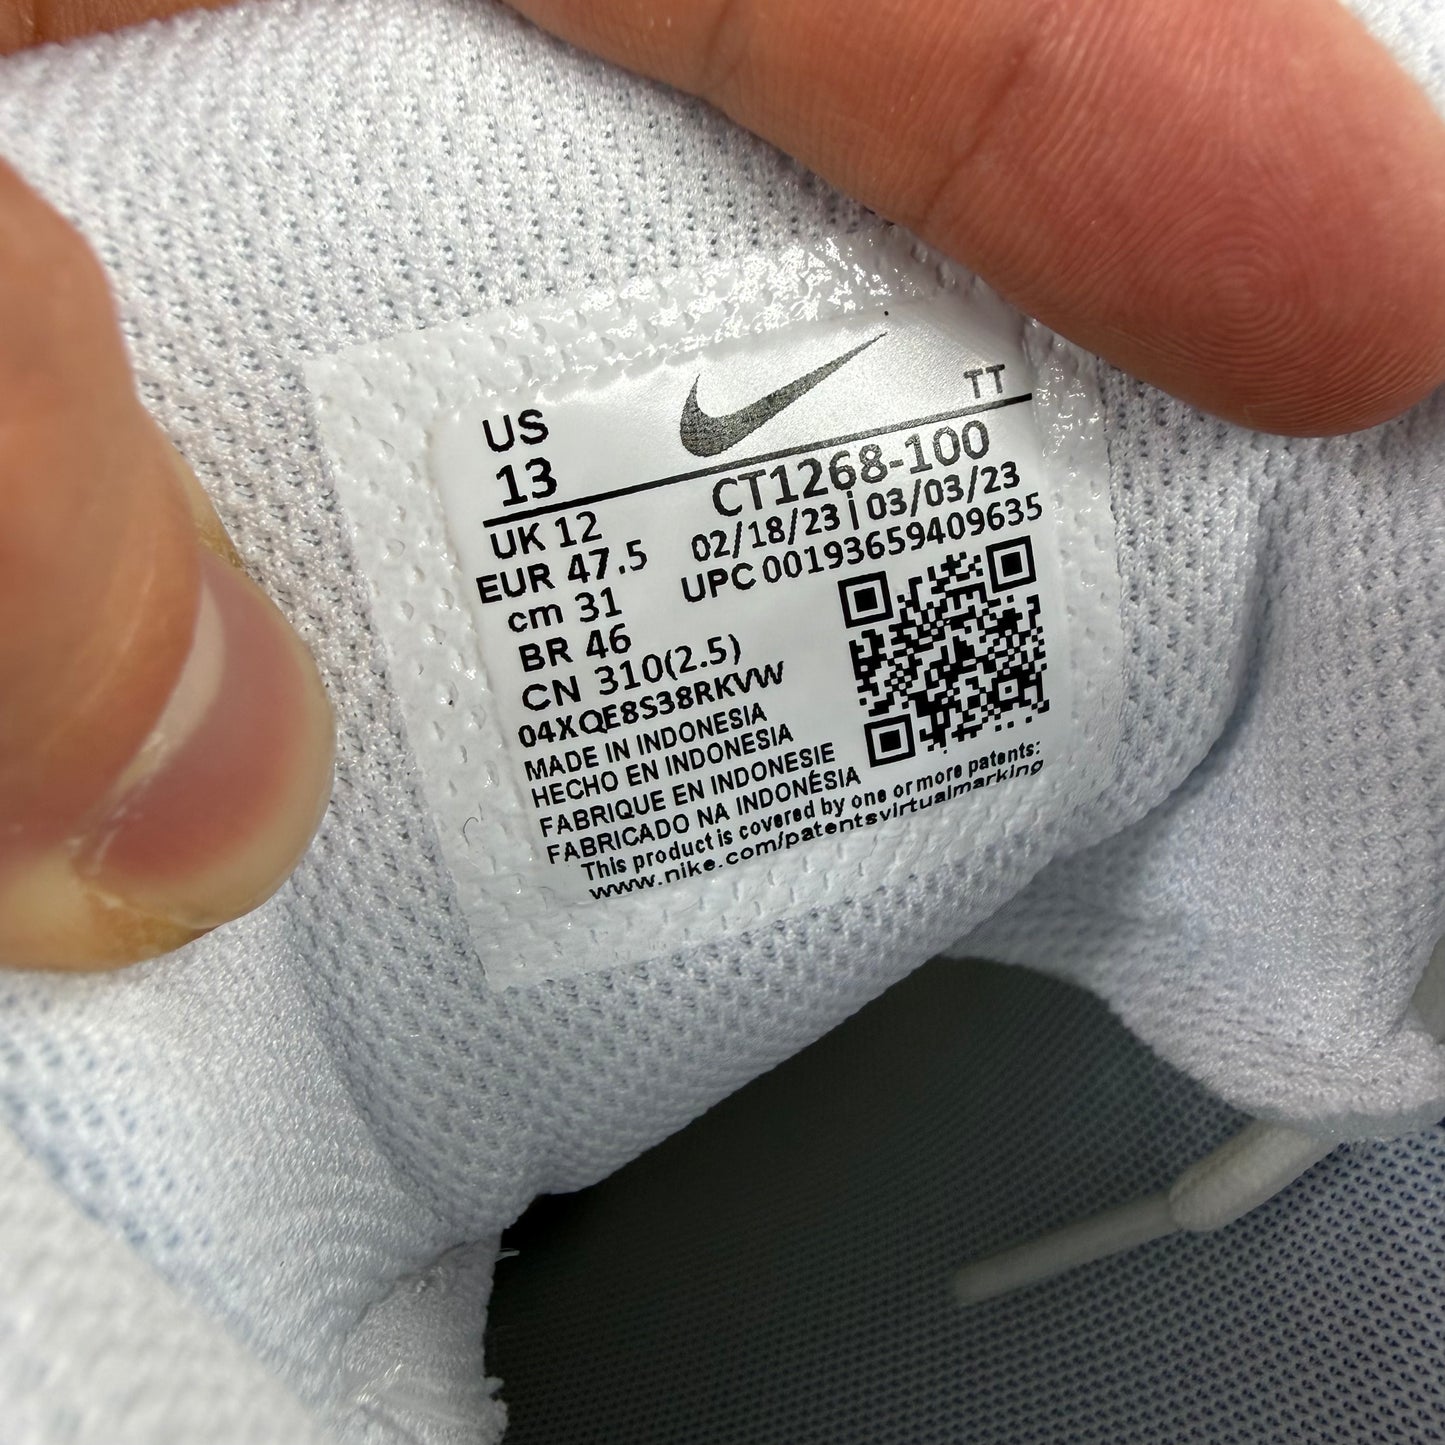 TT
US
13
CT1268-100
02/18/23 | 03/03/23
UPC 00193659409635
UK 12
EUR 47.5
cm 31
BR 46
CN 310(2.5)
04XQE8S38RKVW
MADE IN INDONESIA
HECHO EN INDONESIA
FABRIQUE EN INDONESIE
FABRICADO NA INDONÉSIA
This product is covered by one or more patents:
www.nike.com/patentsvirtualmarking